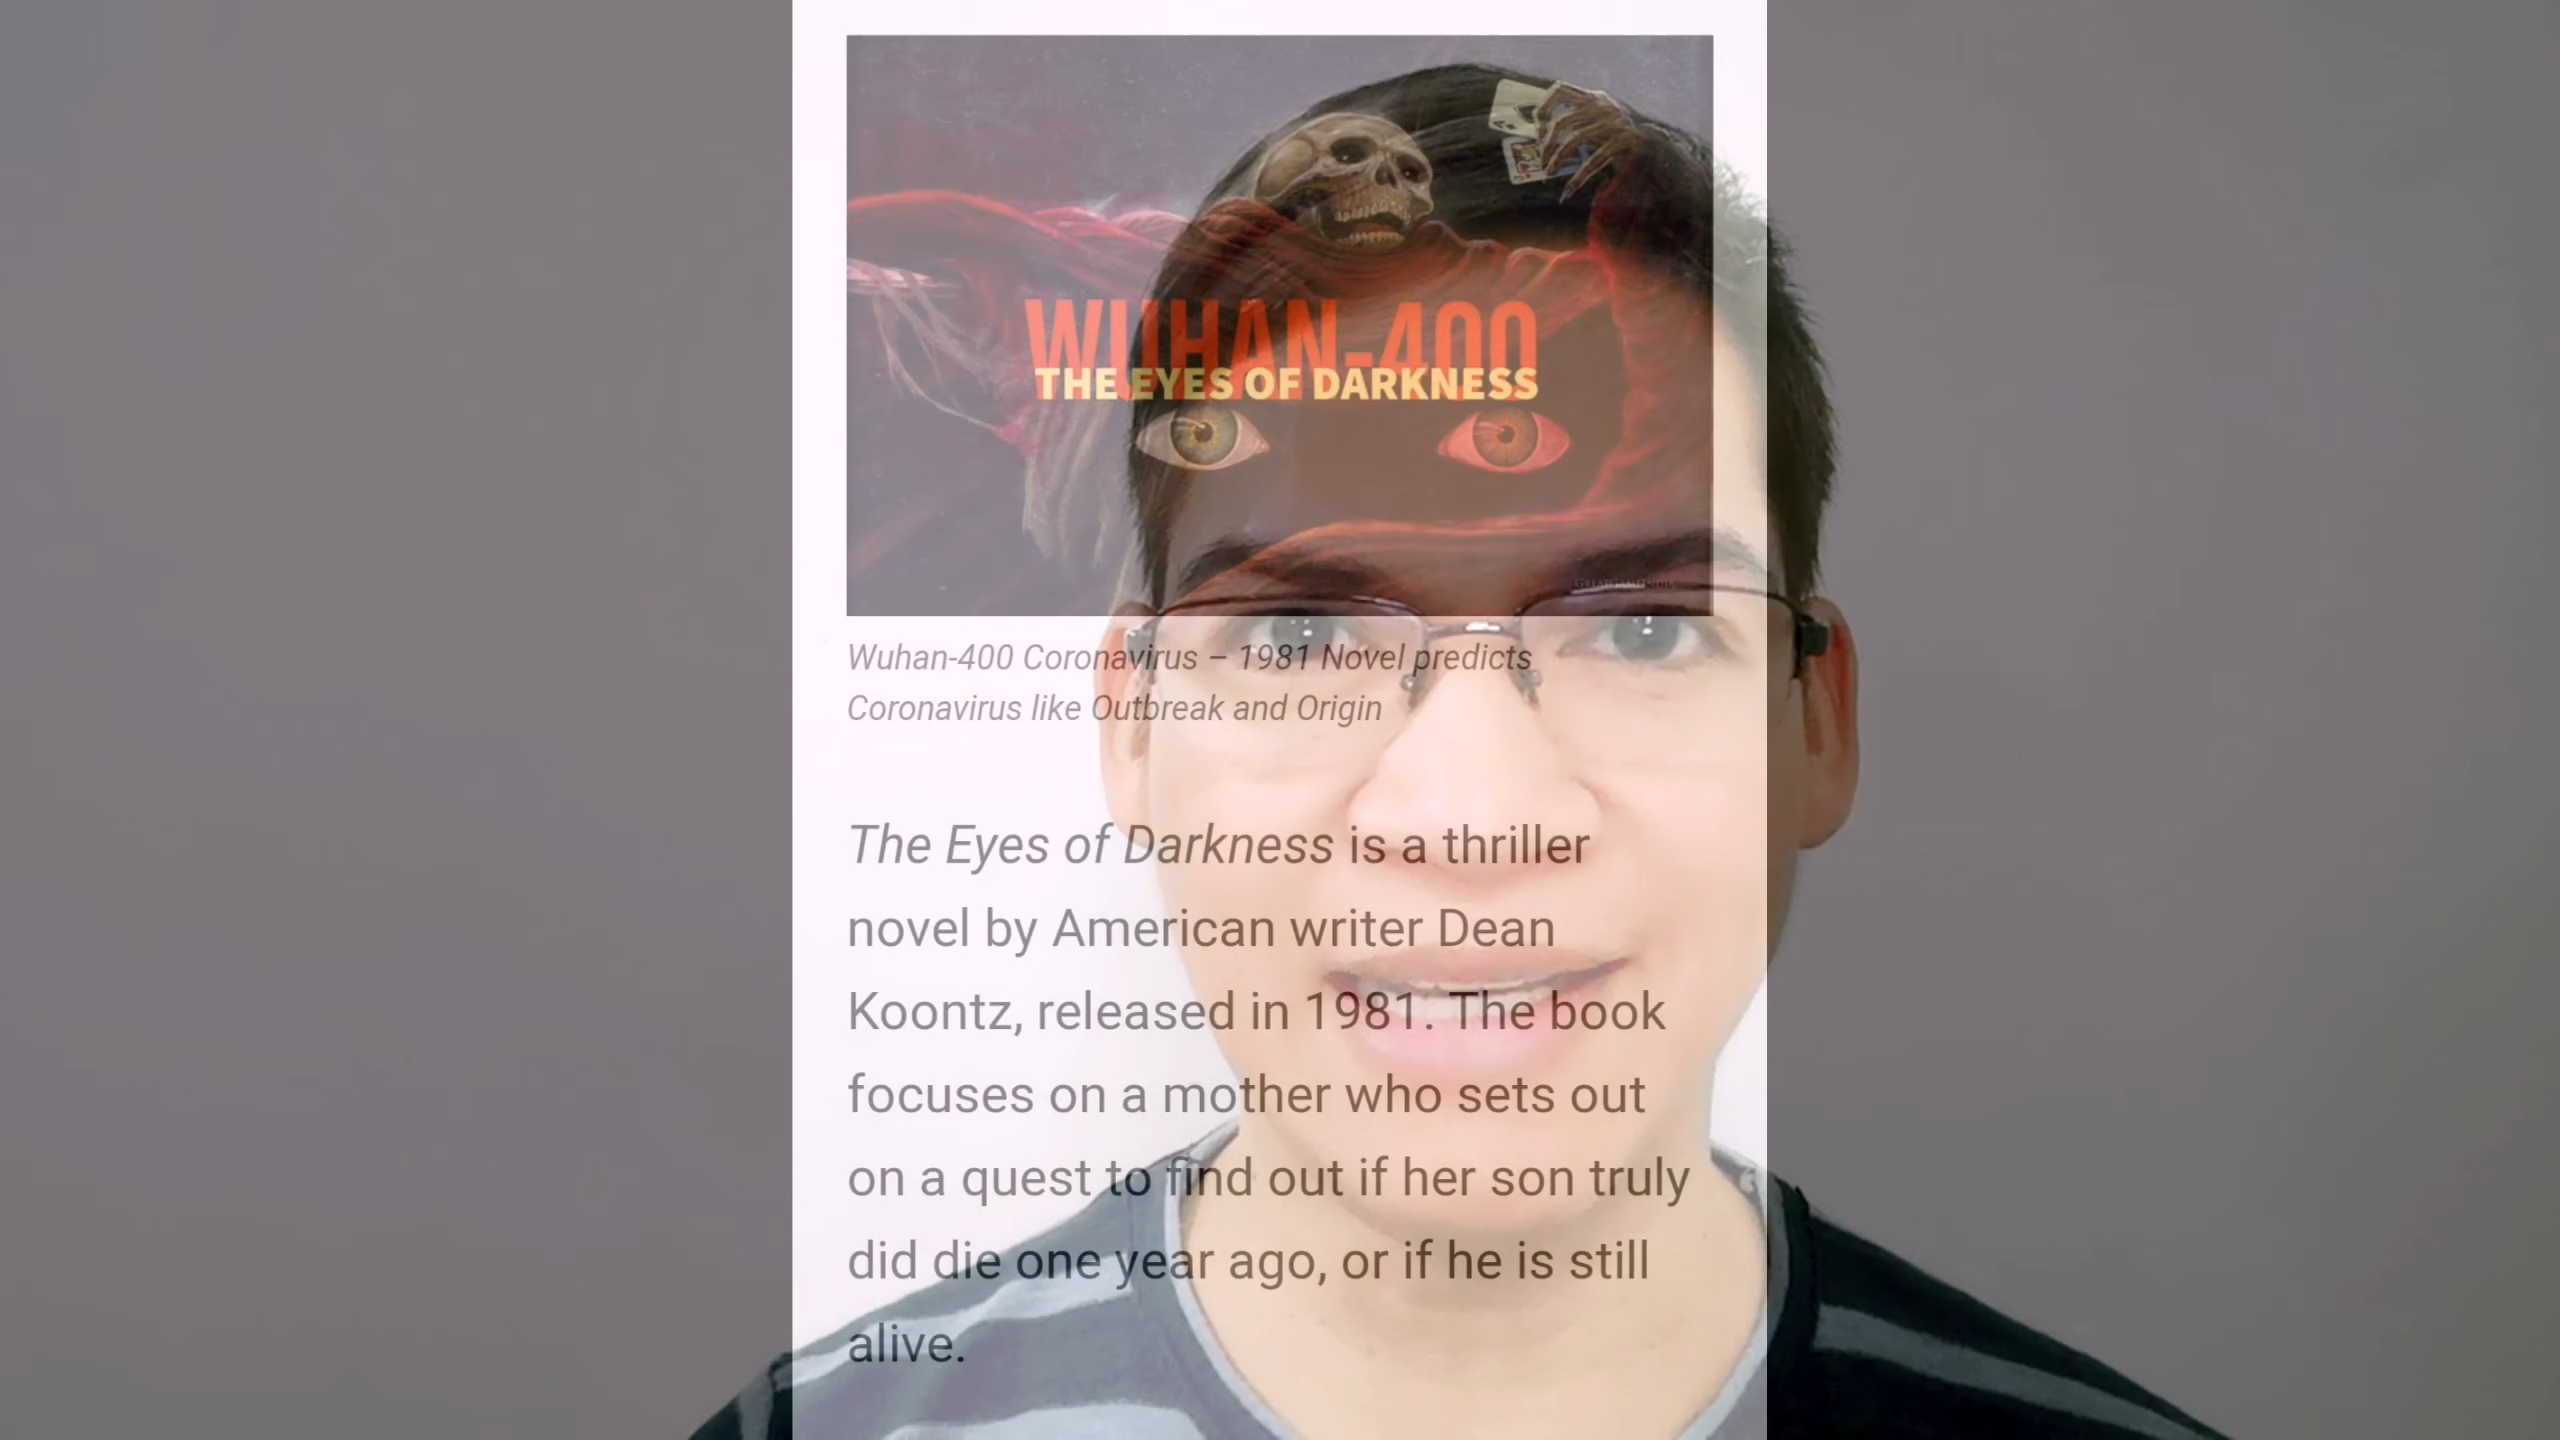 WUHAN-400
THE EYES OF DARKNESS
GREATGAMEINDIA
Wuhan-400 Coronavirus – 1981 Novel predicts
Coronavirus like Outbreak and Origin
The Eyes of Darkness is a thriller
novel by American writer Dean
Koontz, released in 1981. The book
focuses on a mother who sets out
on a quest to find out if her son truly
did die one year ago, or if he is still
alive.